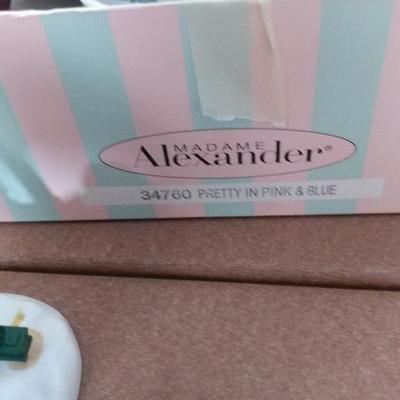 MADAME
Alexander®
34760 PRETTY IN PINK & BLUE